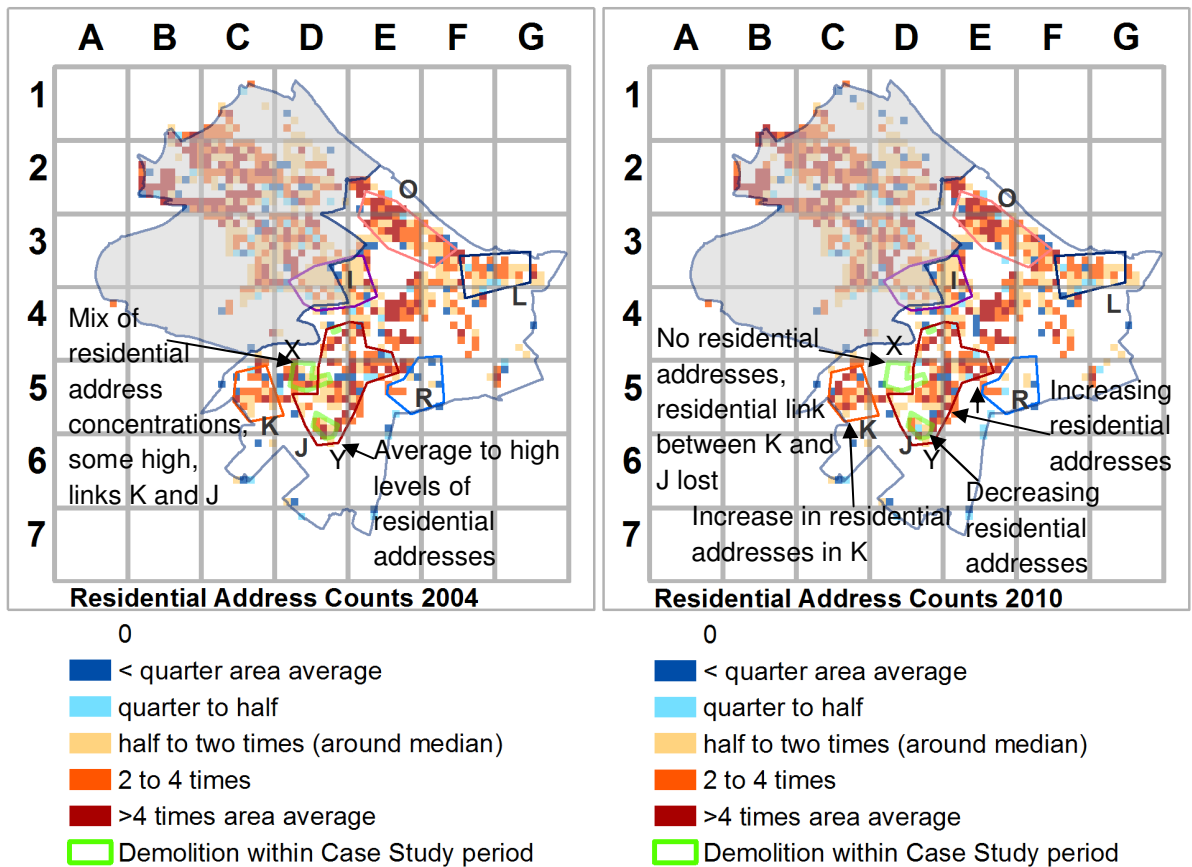 A B C D E F G
1
2
3
4
5
6
7
O
I
L
X
R
K
J
Y
Mix of
residential
address
concentrations,
some high,
links K and J
Average to high
levels of
residential
addresses
Residential Address Counts 2004
0
< quarter area average
quarter to half
half to two times (around median)
2 to 4 times
>4 times area average
Demolition within Case Study period
A B C D E F G
1
2
3
4
5
6
7
O
I
L
X
R
K
J
Y
No residential
addresses,
residential link
between K and
J lost
Increasing
residential
addresses
Increase in residential
addresses in K
Decreasing
residential
addresses
Residential Address Counts 2010
0
< quarter area average
quarter to half
half to two times (around median)
2 to 4 times
>4 times area average
Demolition within Case Study period